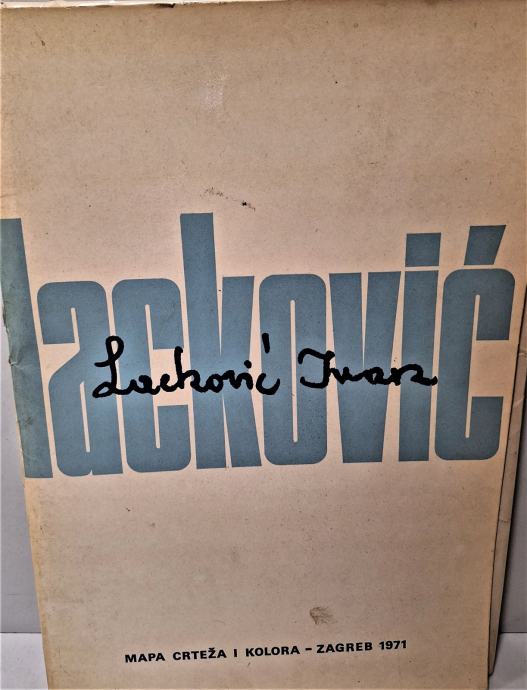 lacković
Lacković Ivan
MAPA CRTEŽA I KOLORA – ZAGREB 1971